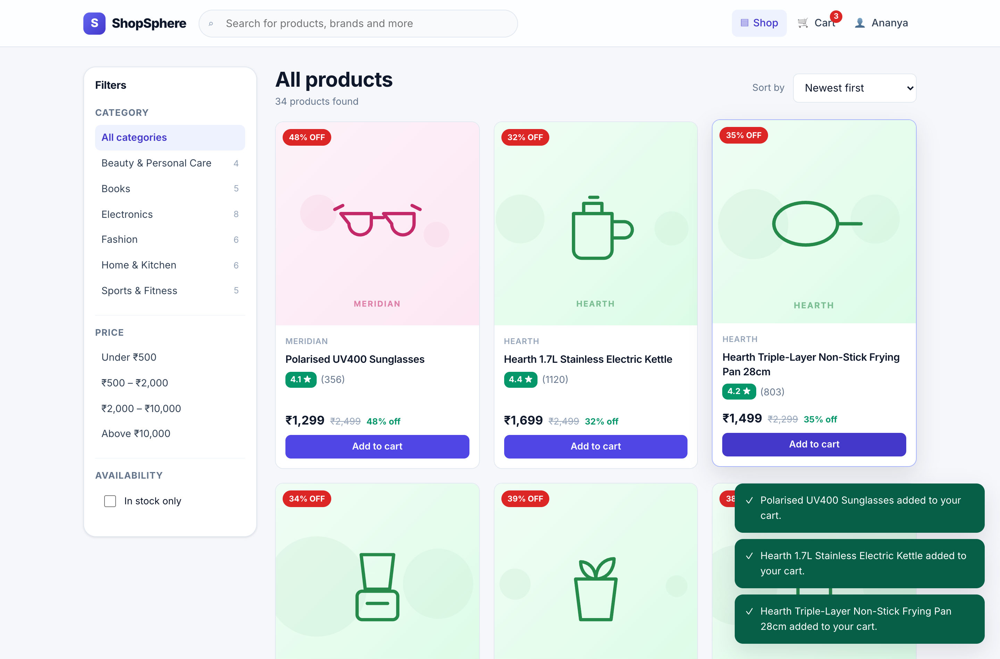 S ShopSphere
Search for products, brands and more
Shop
Cart 3
Ananya
Filters
CATEGORY
All categories
Beauty & Personal Care 4
Books 5
Electronics 8
Fashion 6
Home & Kitchen 6
Sports & Fitness 5
PRICE
Under ₹500
₹500 – ₹2,000
₹2,000 – ₹10,000
Above ₹10,000
AVAILABILITY
In stock only
All products
34 products found
Sort by Newest first
48% OFF
MERIDIAN
MERIDIAN
Polarised UV400 Sunglasses
4.1 ★ (356)
₹1,299 ₹2,499 48% off
Add to cart
32% OFF
HEARTH
HEARTH
Hearth 1.7L Stainless Electric Kettle
4.4 ★ (1120)
₹1,699 ₹2,499 32% off
Add to cart
35% OFF
HEARTH
HEARTH
Hearth Triple-Layer Non-Stick Frying
Pan 28cm
4.2 ★ (803)
₹1,499 ₹2,299 35% off
Add to cart
34% OFF
39% OFF
38
✓ Polarised UV400 Sunglasses added to your
cart.
✓ Hearth 1.7L Stainless Electric Kettle added to
your cart.
✓ Hearth Triple-Layer Non-Stick Frying Pan
28cm added to your cart.